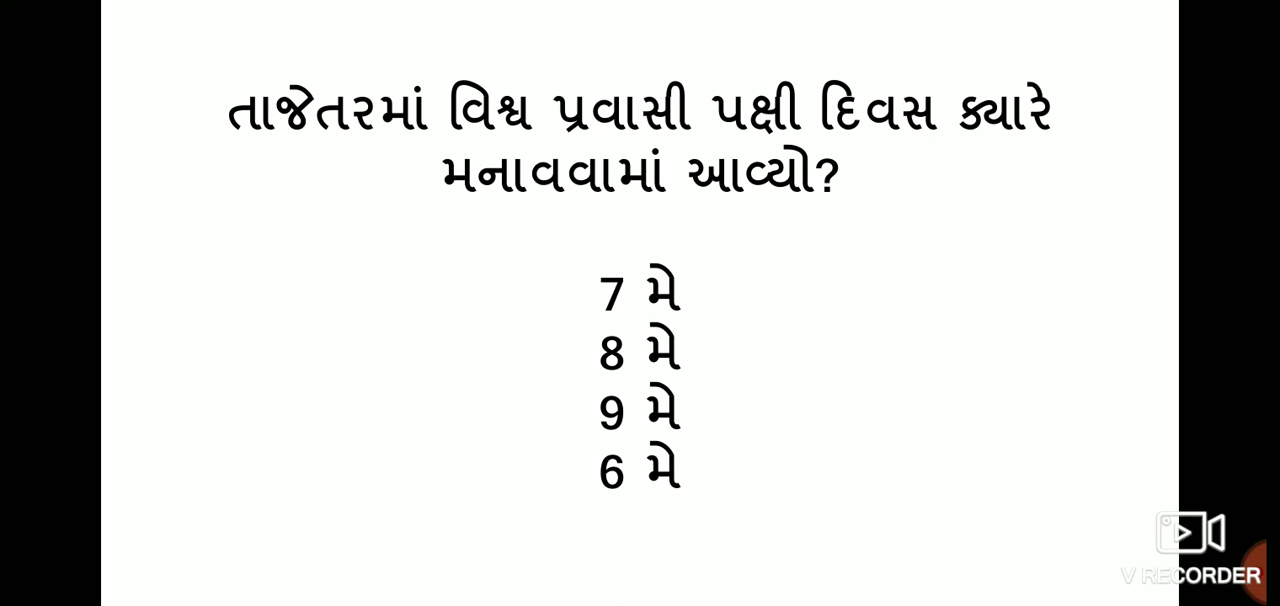 તાજેતરમાં વિશ્વ પ્રવાસી પક્ષી દિવસ ક્યારે
મનાવવામાં આવ્યો?
7 મે
8 મે
9 મે
6 મે
V RECORDER